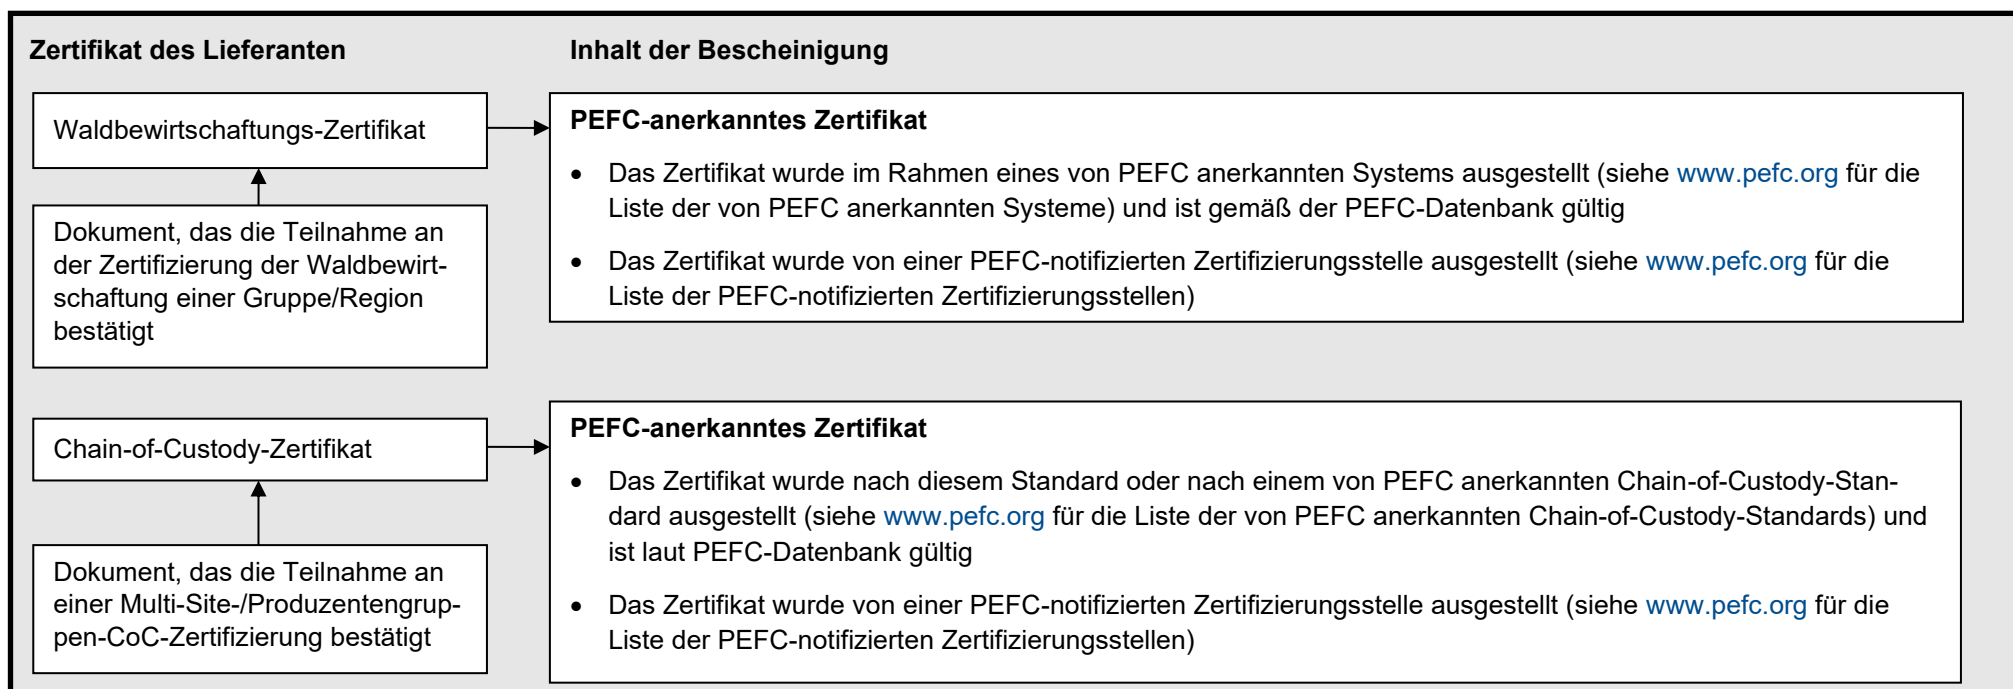 Zertifikat des Lieferanten
Inhalt der Bescheinigung
Waldbewirtschaftungs-Zertifikat
Dokument, das die Teilnahme an
der Zertifizierung der Waldbewirt-
schaftung einer Gruppe/Region
bestätigt
PEFC-anerkanntes Zertifikat
• Das Zertifikat wurde im Rahmen eines von PEFC anerkannten Systems ausgestellt (siehe www.pefc.org für die
Liste der von PEFC anerkannten Systeme) und ist gemäß der PEFC-Datenbank gültig
• Das Zertifikat wurde von einer PEFC-notifizierten Zertifizierungsstelle ausgestellt (siehe www.pefc.org für die
Liste der PEFC-notifizierten Zertifizierungsstellen)
Chain-of-Custody-Zertifikat
Dokument, das die Teilnahme an
einer Multi-Site-/Produzentengrup-
pen-CoC-Zertifizierung bestätigt
PEFC-anerkanntes Zertifikat
• Das Zertifikat wurde nach diesem Standard oder nach einem von PEFC anerkannten Chain-of-Custody-Stan-
dard ausgestellt (siehe www.pefc.org für die Liste der von PEFC anerkannten Chain-of-Custody-Standards) und
ist laut PEFC-Datenbank gültig
• Das Zertifikat wurde von einer PEFC-notifizierten Zertifizierungsstelle ausgestellt (siehe www.pefc.org für die
Liste der PEFC-notifizierten Zertifizierungsstellen)